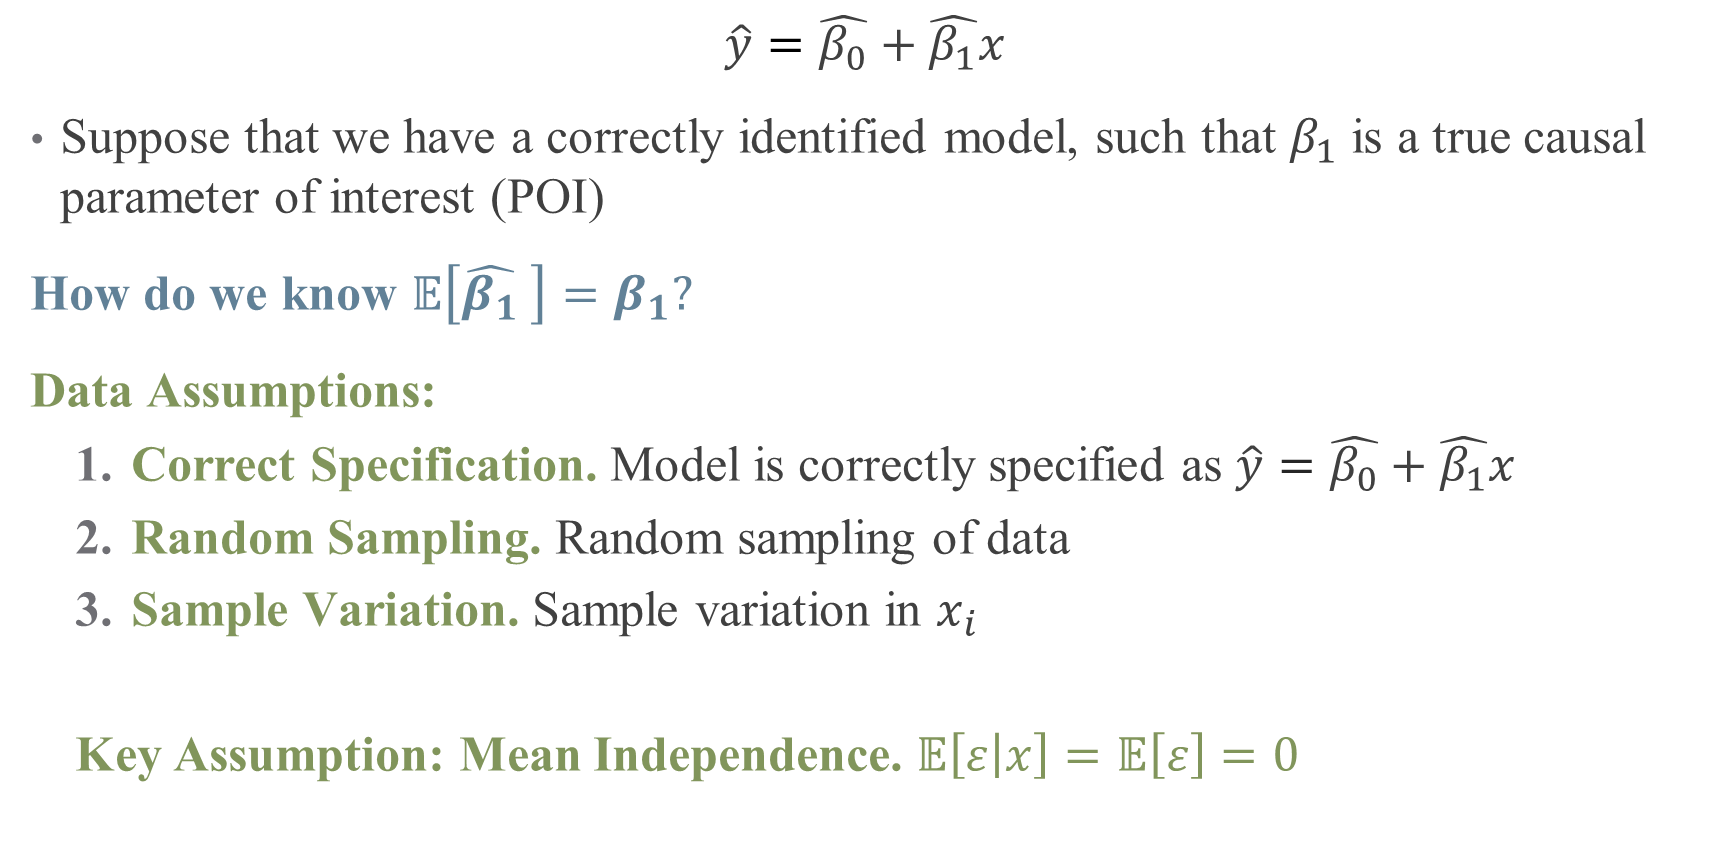 ŷ = β̂₀ + β̂₁x
• Suppose that we have a correctly identified model, such that β₁ is a true causal
parameter of interest (POI)
How do we know 𝔼[β̂₁ ] = β₁?
Data Assumptions:
1. Correct Specification. Model is correctly specified as ŷ = β̂₀ + β̂₁x
2. Random Sampling. Random sampling of data
3. Sample Variation. Sample variation in xᵢ
Key Assumption: Mean Independence. 𝔼[ε|x] = 𝔼[ε] = 0